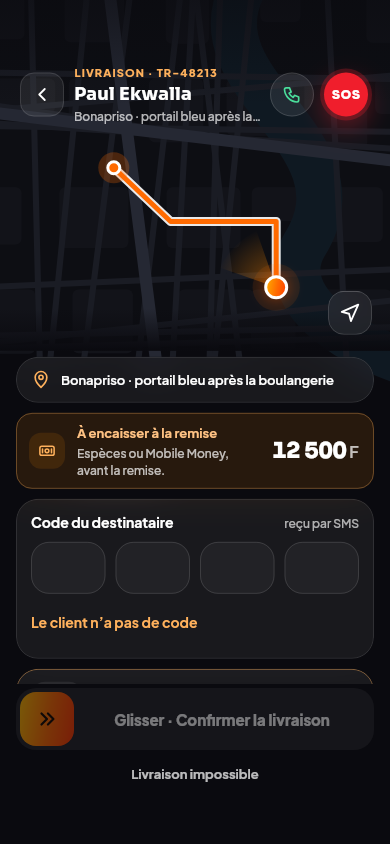 LIVRAISON · TR-48213
Paul Ekwalla
Bonapriso · portail bleu après la...
SOS
Bonapriso · portail bleu après la boulangerie
À encaisser à la remise
Espèces ou Mobile Money,
avant la remise.
12 500 F
Code du destinataire
reçu par SMS
Le client n'a pas de code
Glisser · Confirmer la livraison
Livraison impossible